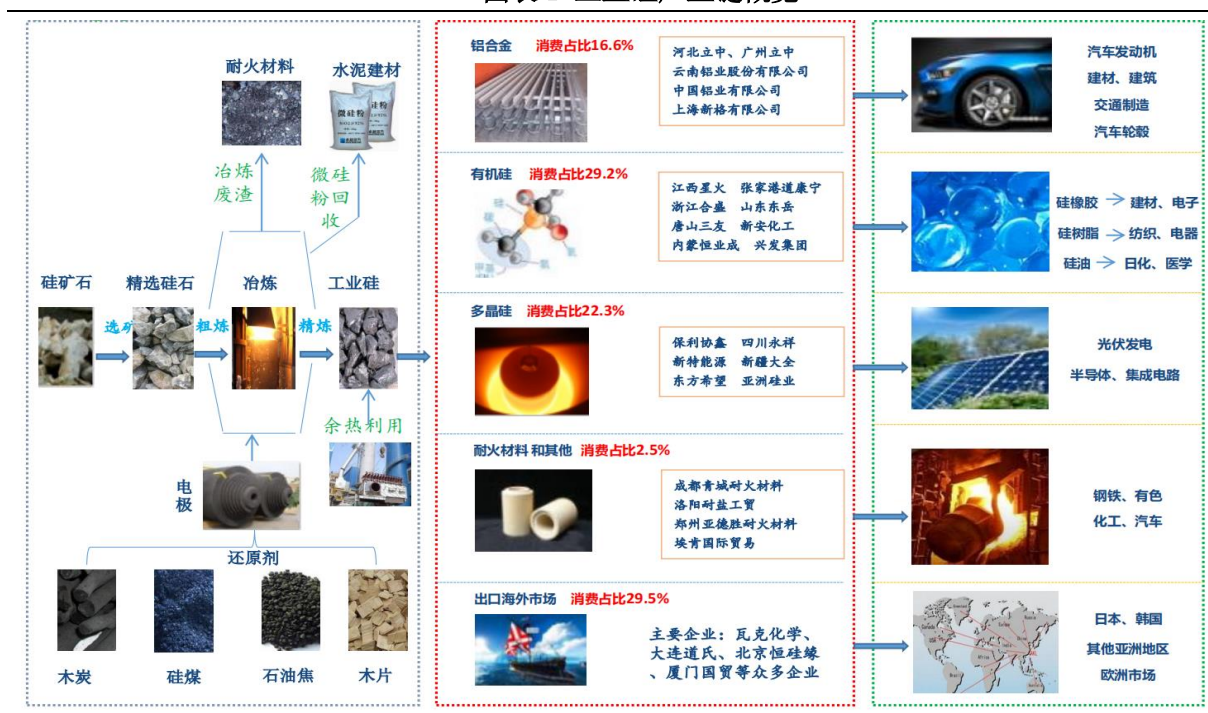 耐火材料
水泥建材
微硅粉
冶炼
废渣
微硅
粉回
收
硅矿石
精选硅石
冶炼
工业硅
选矿
粗炼
精炼
余热利用
电
极
还原剂
木炭
硅煤
石油焦
木片
铝合金 消费占比16.6%
河北立中、广州立中
云南铝业股份有限公司
中国铝业有限公司
上海新格有限公司
汽车发动机
建材、建筑
交通制造
汽车轮毂
有机硅 消费占比29.2%
江西星火 张家港道康宁
浙江合盛 山东东岳
唐山三友 新安化工
内蒙恒业成 兴发集团
硅橡胶 → 建材、电子
硅树脂 → 纺织、电器
硅油 → 日化、医学
多晶硅 消费占比22.3%
保利协鑫 四川永祥
新特能源 新疆大全
东方希望 亚洲硅业
光伏发电
半导体、集成电路
耐火材料 和其他 消费占比2.5%
成都青城耐火材料
洛阳耐盐工贸
郑州亚德胜耐火材料
埃肯国际贸易
钢铁、有色
化工、汽车
出口海外市场 消费占比29.5%
主要企业：瓦克化学、
大连道氏、北京恒硅缘
、厦门国贸等众多企业
日本、韩国
其他亚洲地区
欧洲市场